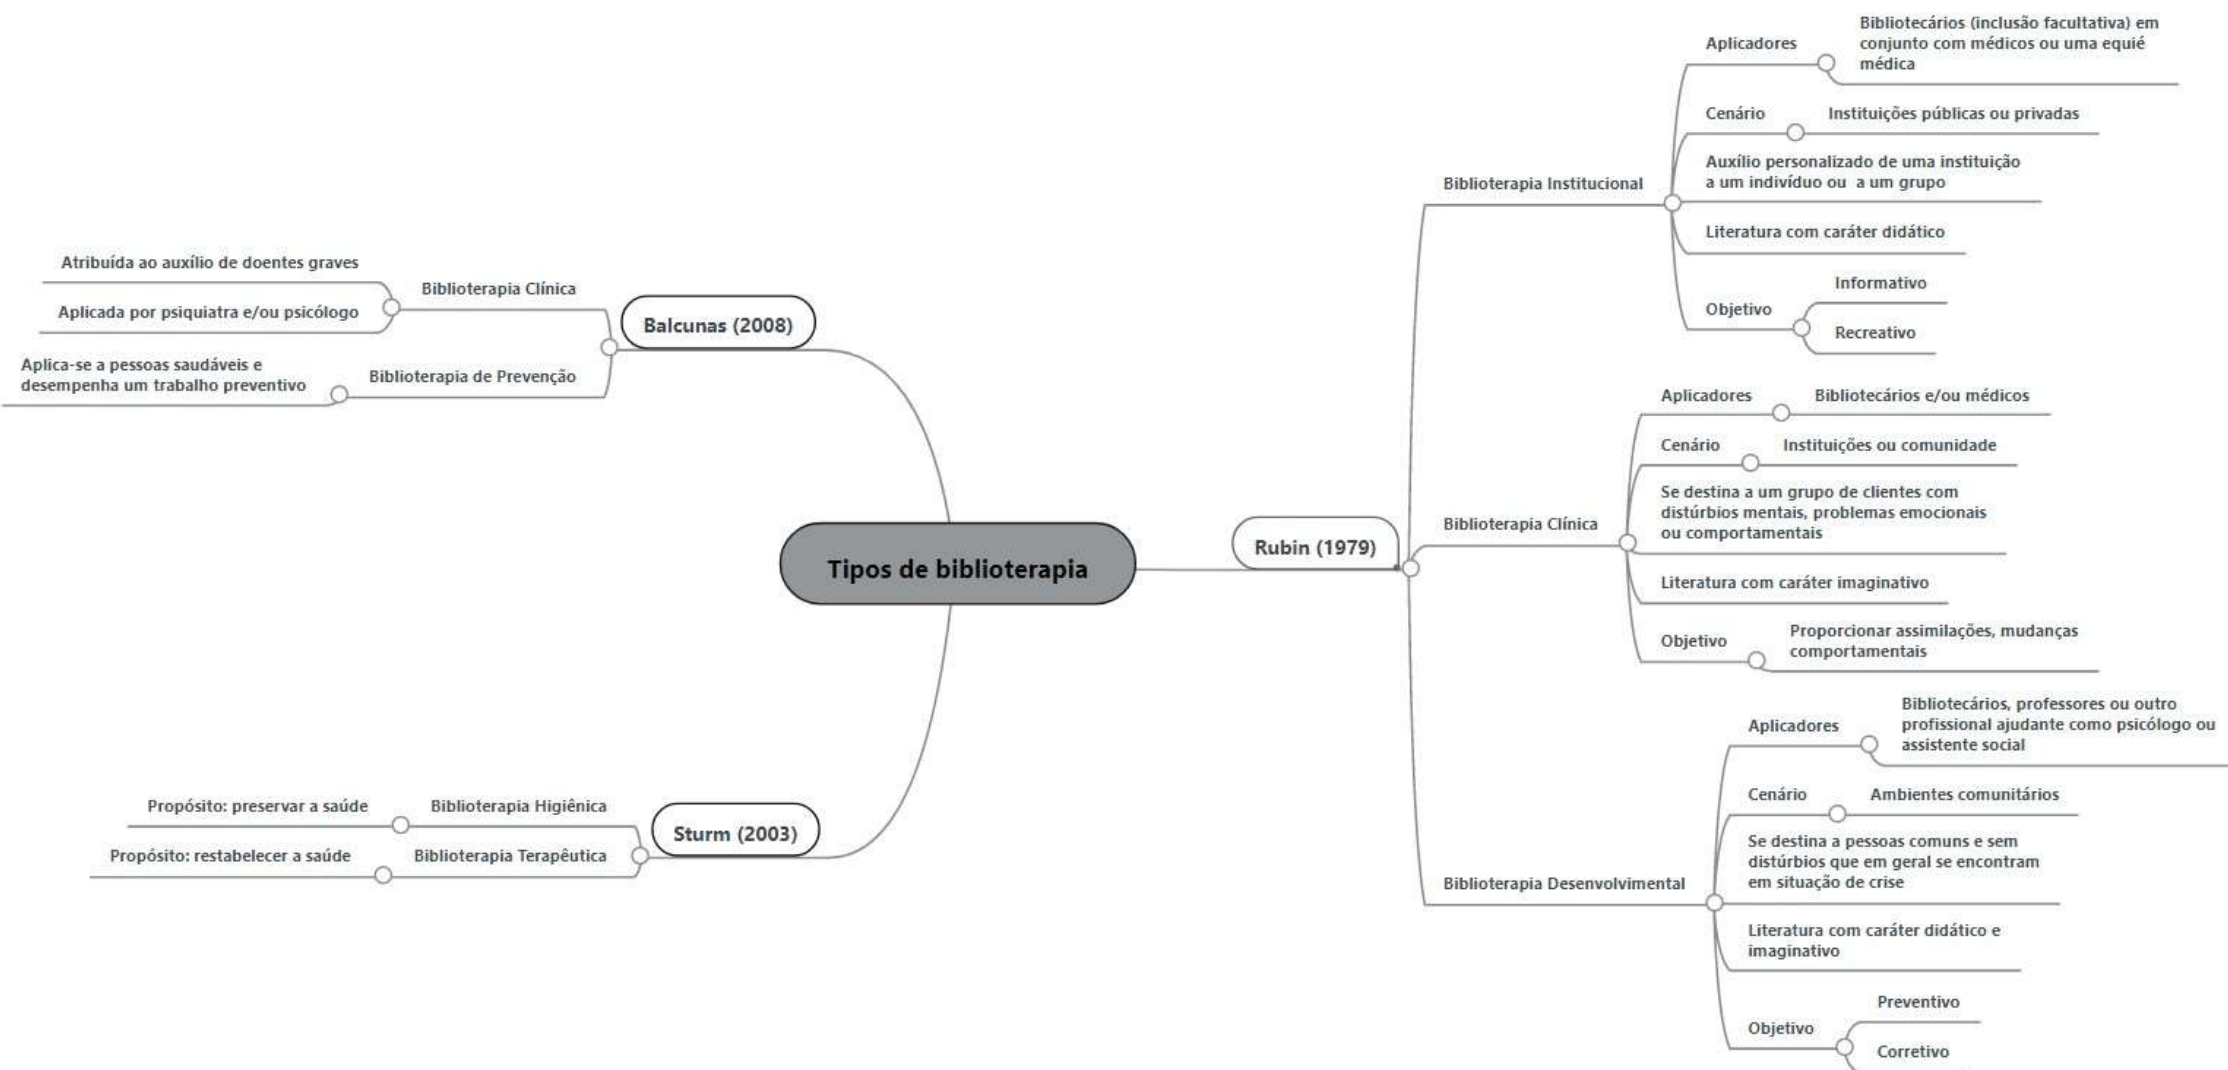 Tipos de biblioterapia
Balcunas (2008)
Biblioterapia Clínica
Atribuída ao auxílio de doentes graves
Aplicada por psiquiatra e/ou psicólogo
Biblioterapia de Prevenção
Aplica-se a pessoas saudáveis e
desempenha um trabalho preventivo
Sturm (2003)
Biblioterapia Higiênica
Propósito: preservar a saúde
Biblioterapia Terapêutica
Propósito: restabelecer a saúde
Rubin (1979)
Biblioterapia Institucional
Aplicadores
Bibliotecários (inclusão facultativa) em
conjunto com médicos ou uma equié
médica
Cenário
Instituições públicas ou privadas
Auxílio personalizado de uma instituição
a um indivíduo ou a um grupo
Literatura com caráter didático
Objetivo
Informativo
Recreativo
Biblioterapia Clínica
Aplicadores
Bibliotecários e/ou médicos
Cenário
Instituições ou comunidade
Se destina a um grupo de clientes com
distúrbios mentais, problemas emocionais
ou comportamentais
Literatura com caráter imaginativo
Objetivo
Proporcionar assimilações, mudanças
comportamentais
Biblioterapia Desenvolvimental
Aplicadores
Bibliotecários, professores ou outro
profissional ajudante como psicólogo ou
assistente social
Cenário
Ambientes comunitários
Se destina a pessoas comuns e sem
distúrbios que em geral se encontram
em situação de crise
Literatura com caráter didático e
imaginativo
Objetivo
Preventivo
Corretivo